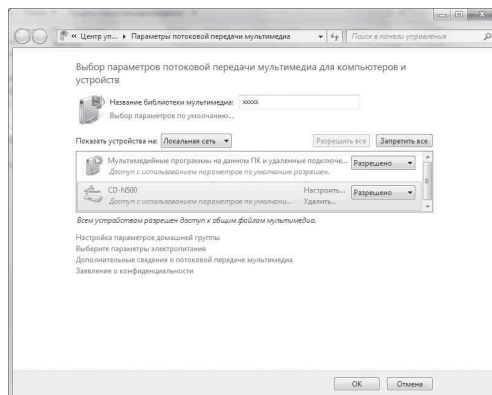 « Центр уп... ▸ Параметры потоковой передачи мультимедиа
Поиск в панели управления
Выбор параметров потоковой передачи мультимедиа для компьютеров и
устройств
Название библиотеки мультимедиа: xxxxx
Выбор параметров по умолчанию...
Показать устройства на: Локальная сеть
Разрешить все Запретить все
Мультимедийные программы на данном ПК и удаленные подключе... Разрешено
Доступ с использованием параметров по умолчанию разрешен.
CD-N500 Настроить... Разрешено
Доступ с использованием параметров по умолчани... Удалить...
Всем устройствам разрешен доступ к общим файлам мультимедиа.
Настройка параметров домашней группы
Выберите параметры электропитания
Дополнительные сведения о потоковой передаче мультимедиа
Заявление о конфиденциальности
ОК Отмена